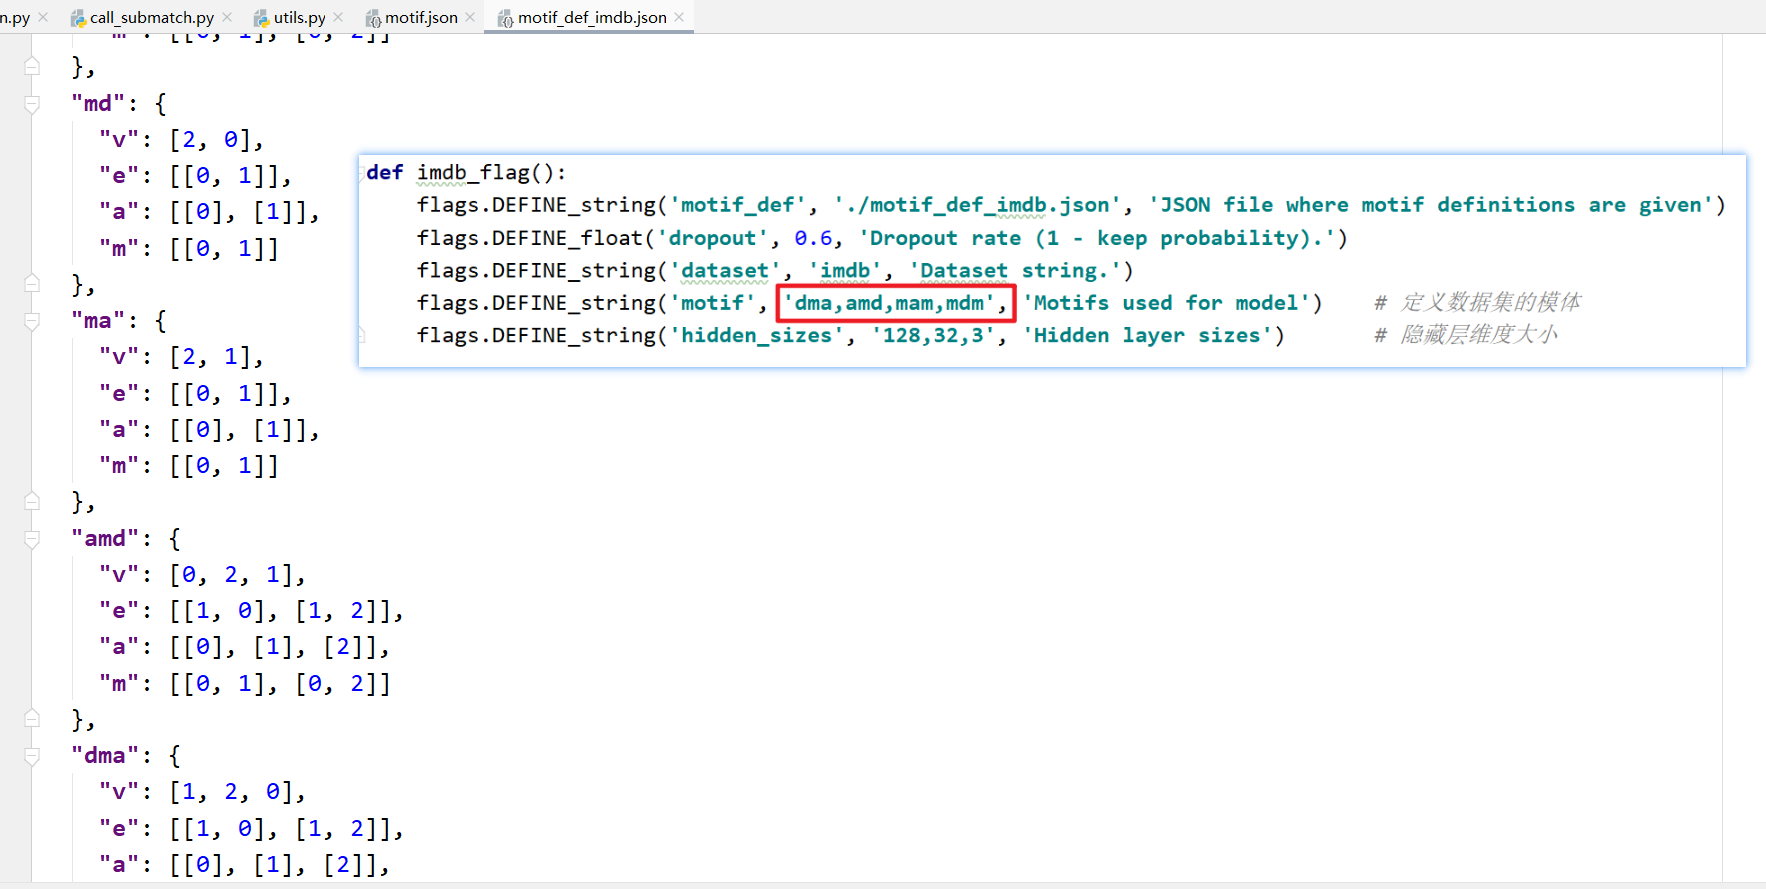 n.py call_submatch.py utils.py motif.json motif_def_imdb.json
"m": [[0, 1], [0, 2]]
},
"md": {
"v": [2, 0],
"e": [[0, 1]],
"a": [[0], [1]],
"m": [[0, 1]]
},
"ma": {
"v": [2, 1],
"e": [[0, 1]],
"a": [[0], [1]],
"m": [[0, 1]]
},
"amd": {
"v": [0, 2, 1],
"e": [[1, 0], [1, 2]],
"a": [[0], [1], [2]],
"m": [[0, 1], [0, 2]]
},
"dma": {
"v": [1, 2, 0],
"e": [[1, 0], [1, 2]],
"a": [[0], [1], [2]],
def imdb_flag():
flags.DEFINE_string('motif_def', './motif_def_imdb.json', 'JSON file where motif definitions are given')
flags.DEFINE_float('dropout', 0.6, 'Dropout rate (1 - keep probability).')
flags.DEFINE_string('dataset', 'imdb', 'Dataset string.')
flags.DEFINE_string('motif', 'dma,amd,mam,mdm', 'Motifs used for model') # 定义数据集的模体
flags.DEFINE_string('hidden_sizes', '128,32,3', 'Hidden layer sizes') # 隐藏层维度大小